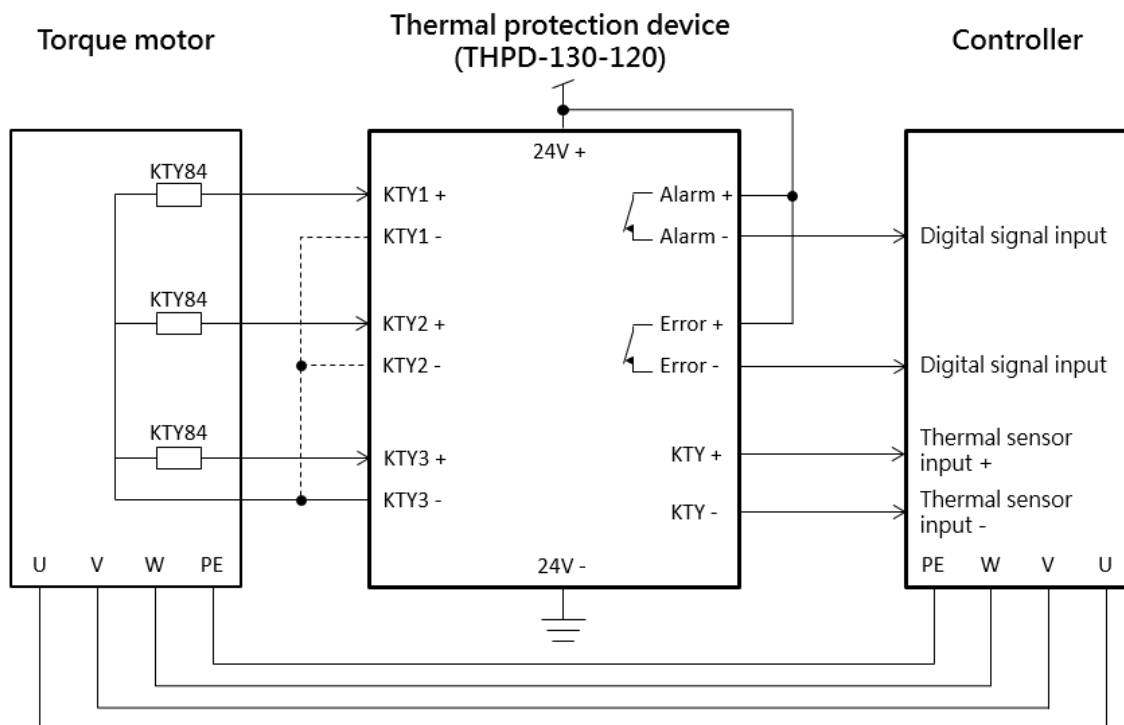 Torque motor
Thermal protection device
(THPD-130-120)
Controller
KTY84
KTY84
KTY84
U V W PE
24V +
KTY1 +
KTY1 -
KTY2 +
KTY2 -
KTY3 +
KTY3 -
Alarm +
Alarm -
Error +
Error -
KTY +
KTY -
24V -
Digital signal input
Digital signal input
Thermal sensor
input +
Thermal sensor
input -
PE W V U